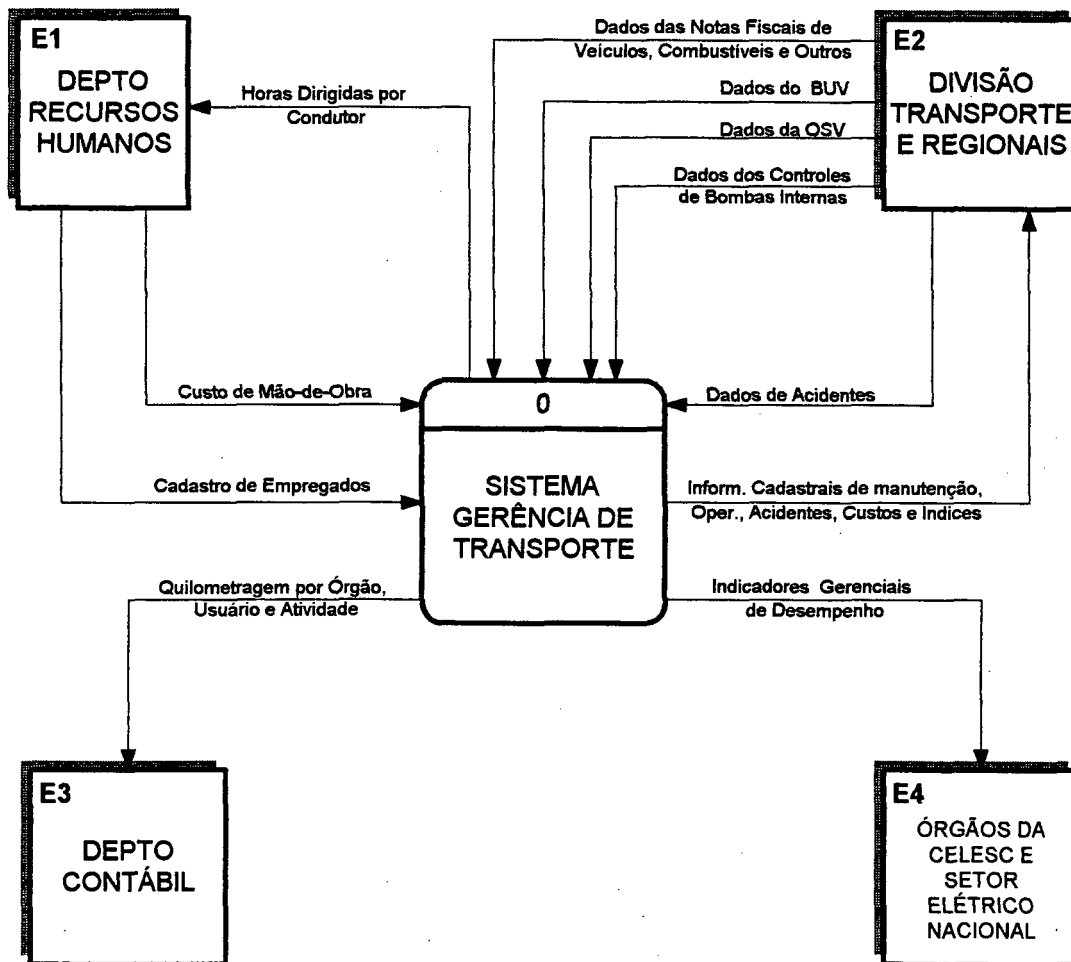 E1
DEPTO
RECURSOS
HUMANOS
Horas Dirigidas por
Condutor
Dados das Notas Fiscais de
Veículos, Combustíveis e Outros
Dados do BUV
Dados da OSV
Dados dos Controles
de Bombas Internas
E2
DIVISÃO
TRANSPORTE
E REGIONAIS
Custo de Mão-de-Obra
Cadastro de Empregados
0
SISTEMA
GERÊNCIA DE
TRANSPORTE
Dados de Acidentes
Inform. Cadastrais de manutenção,
Oper., Acidentes, Custos e Indices
Quilometragem por Órgão,
Usuário e Atividade
Indicadores Gerenciais
de Desempenho
E3
DEPTO
CONTÁBIL
E4
ÓRGÃOS DA
CELESC E
SETOR
ELÉTRICO
NACIONAL